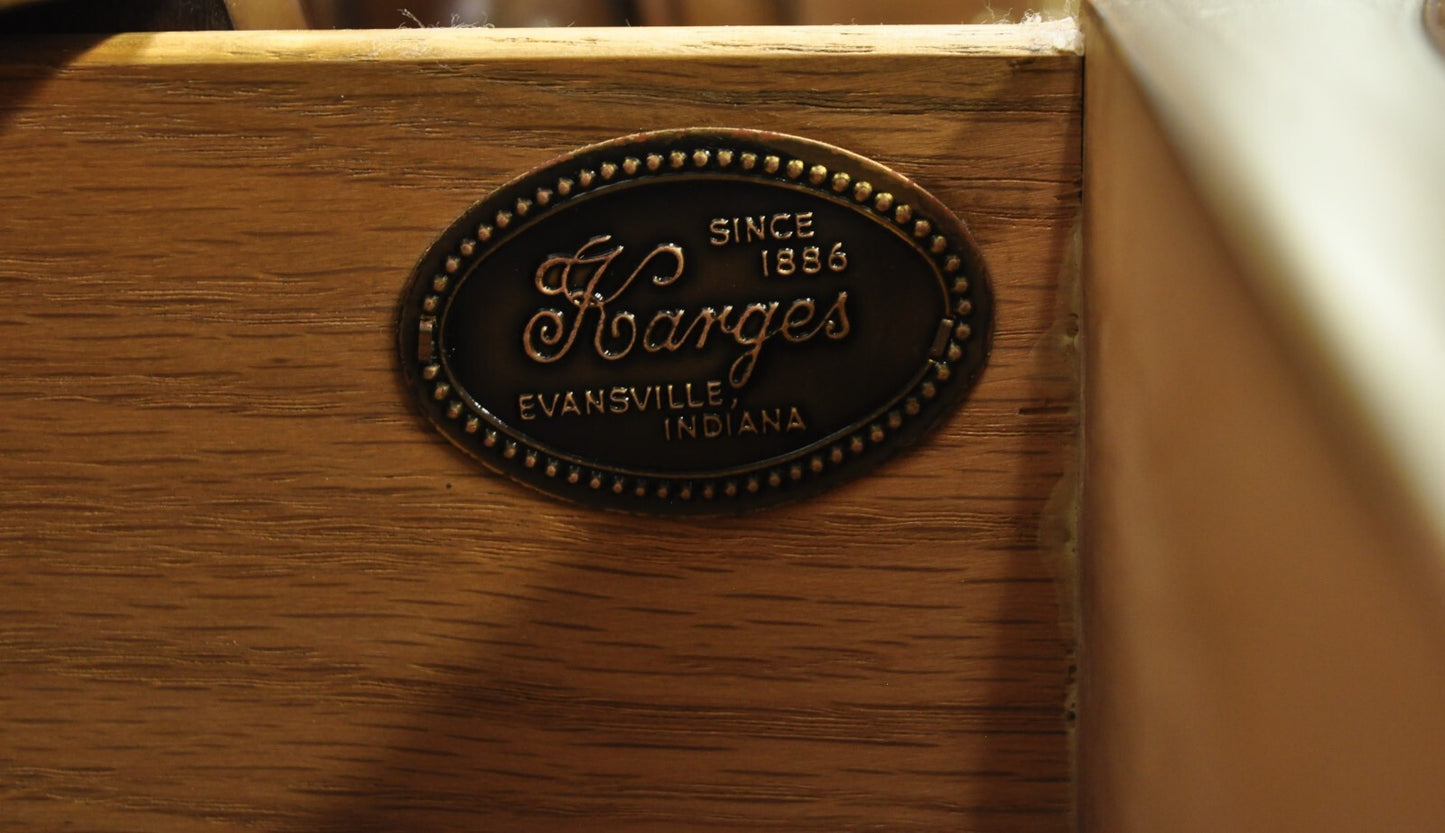 SINCE
1886
Karges
EVANSVILLE,
INDIANA